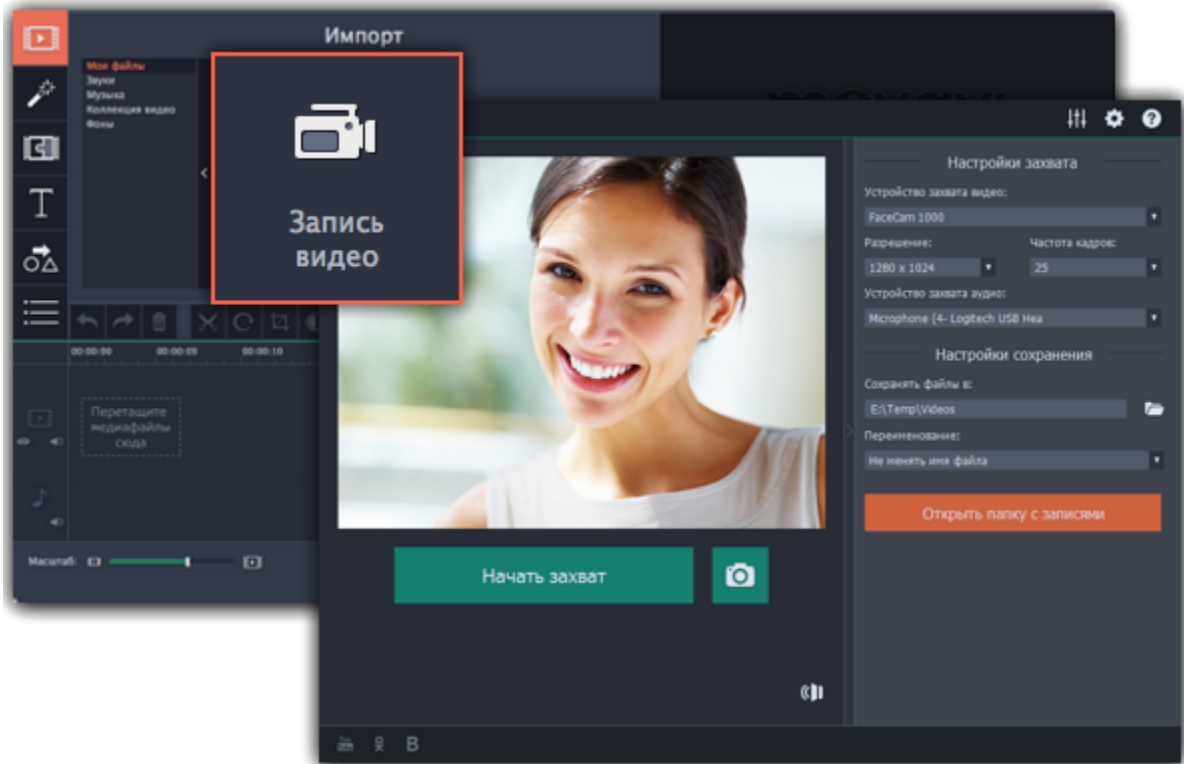 Импорт
Мои файлы
Звуки
Музыка
Коллекция видео
Фоны
Запись
видео
00:00:00 00:00:05 00:00:10
Перетащите
медиафайлы
сюда
Масштаб:
Начать захват
Настройки захвата
Устройство захвата видео:
FaceCam 1000
Разрешение: Частота кадров:
1280 x 1024 25
Устройство захвата аудио:
Microphone (4- Logitech USB Hea
Настройки сохранения
Сохранять файлы в:
E:\Temp\Videos
Переименование:
Не менять имя файла
Открыть папку с записями